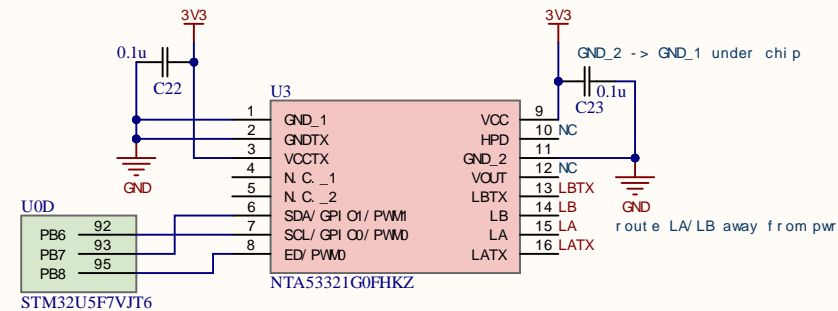 3V3
3V3
0.1u
C22
GND_2 -> GND_1 under chip
0.1u
C23
U3
1 GND_1 VCC 9
2 GNDTX HPD 10 NC
3 VCCTX GND_2 11
4 N.C._1 VOUT 12 NC
5 N.C._2 LBTX 13 LBTX
6 SDA/GPIO1/PWM1 LB 14 LB
7 SCL/GPIO0/PWM0 LA 15 LA
8 ED/PWM0 LATX 16 LATX
NTA53321G0FHKZ
GND
GND
route LA/LB away from pwr
U0D
PB6 92
PB7 93
PB8 95
STM32U5F7VJT6